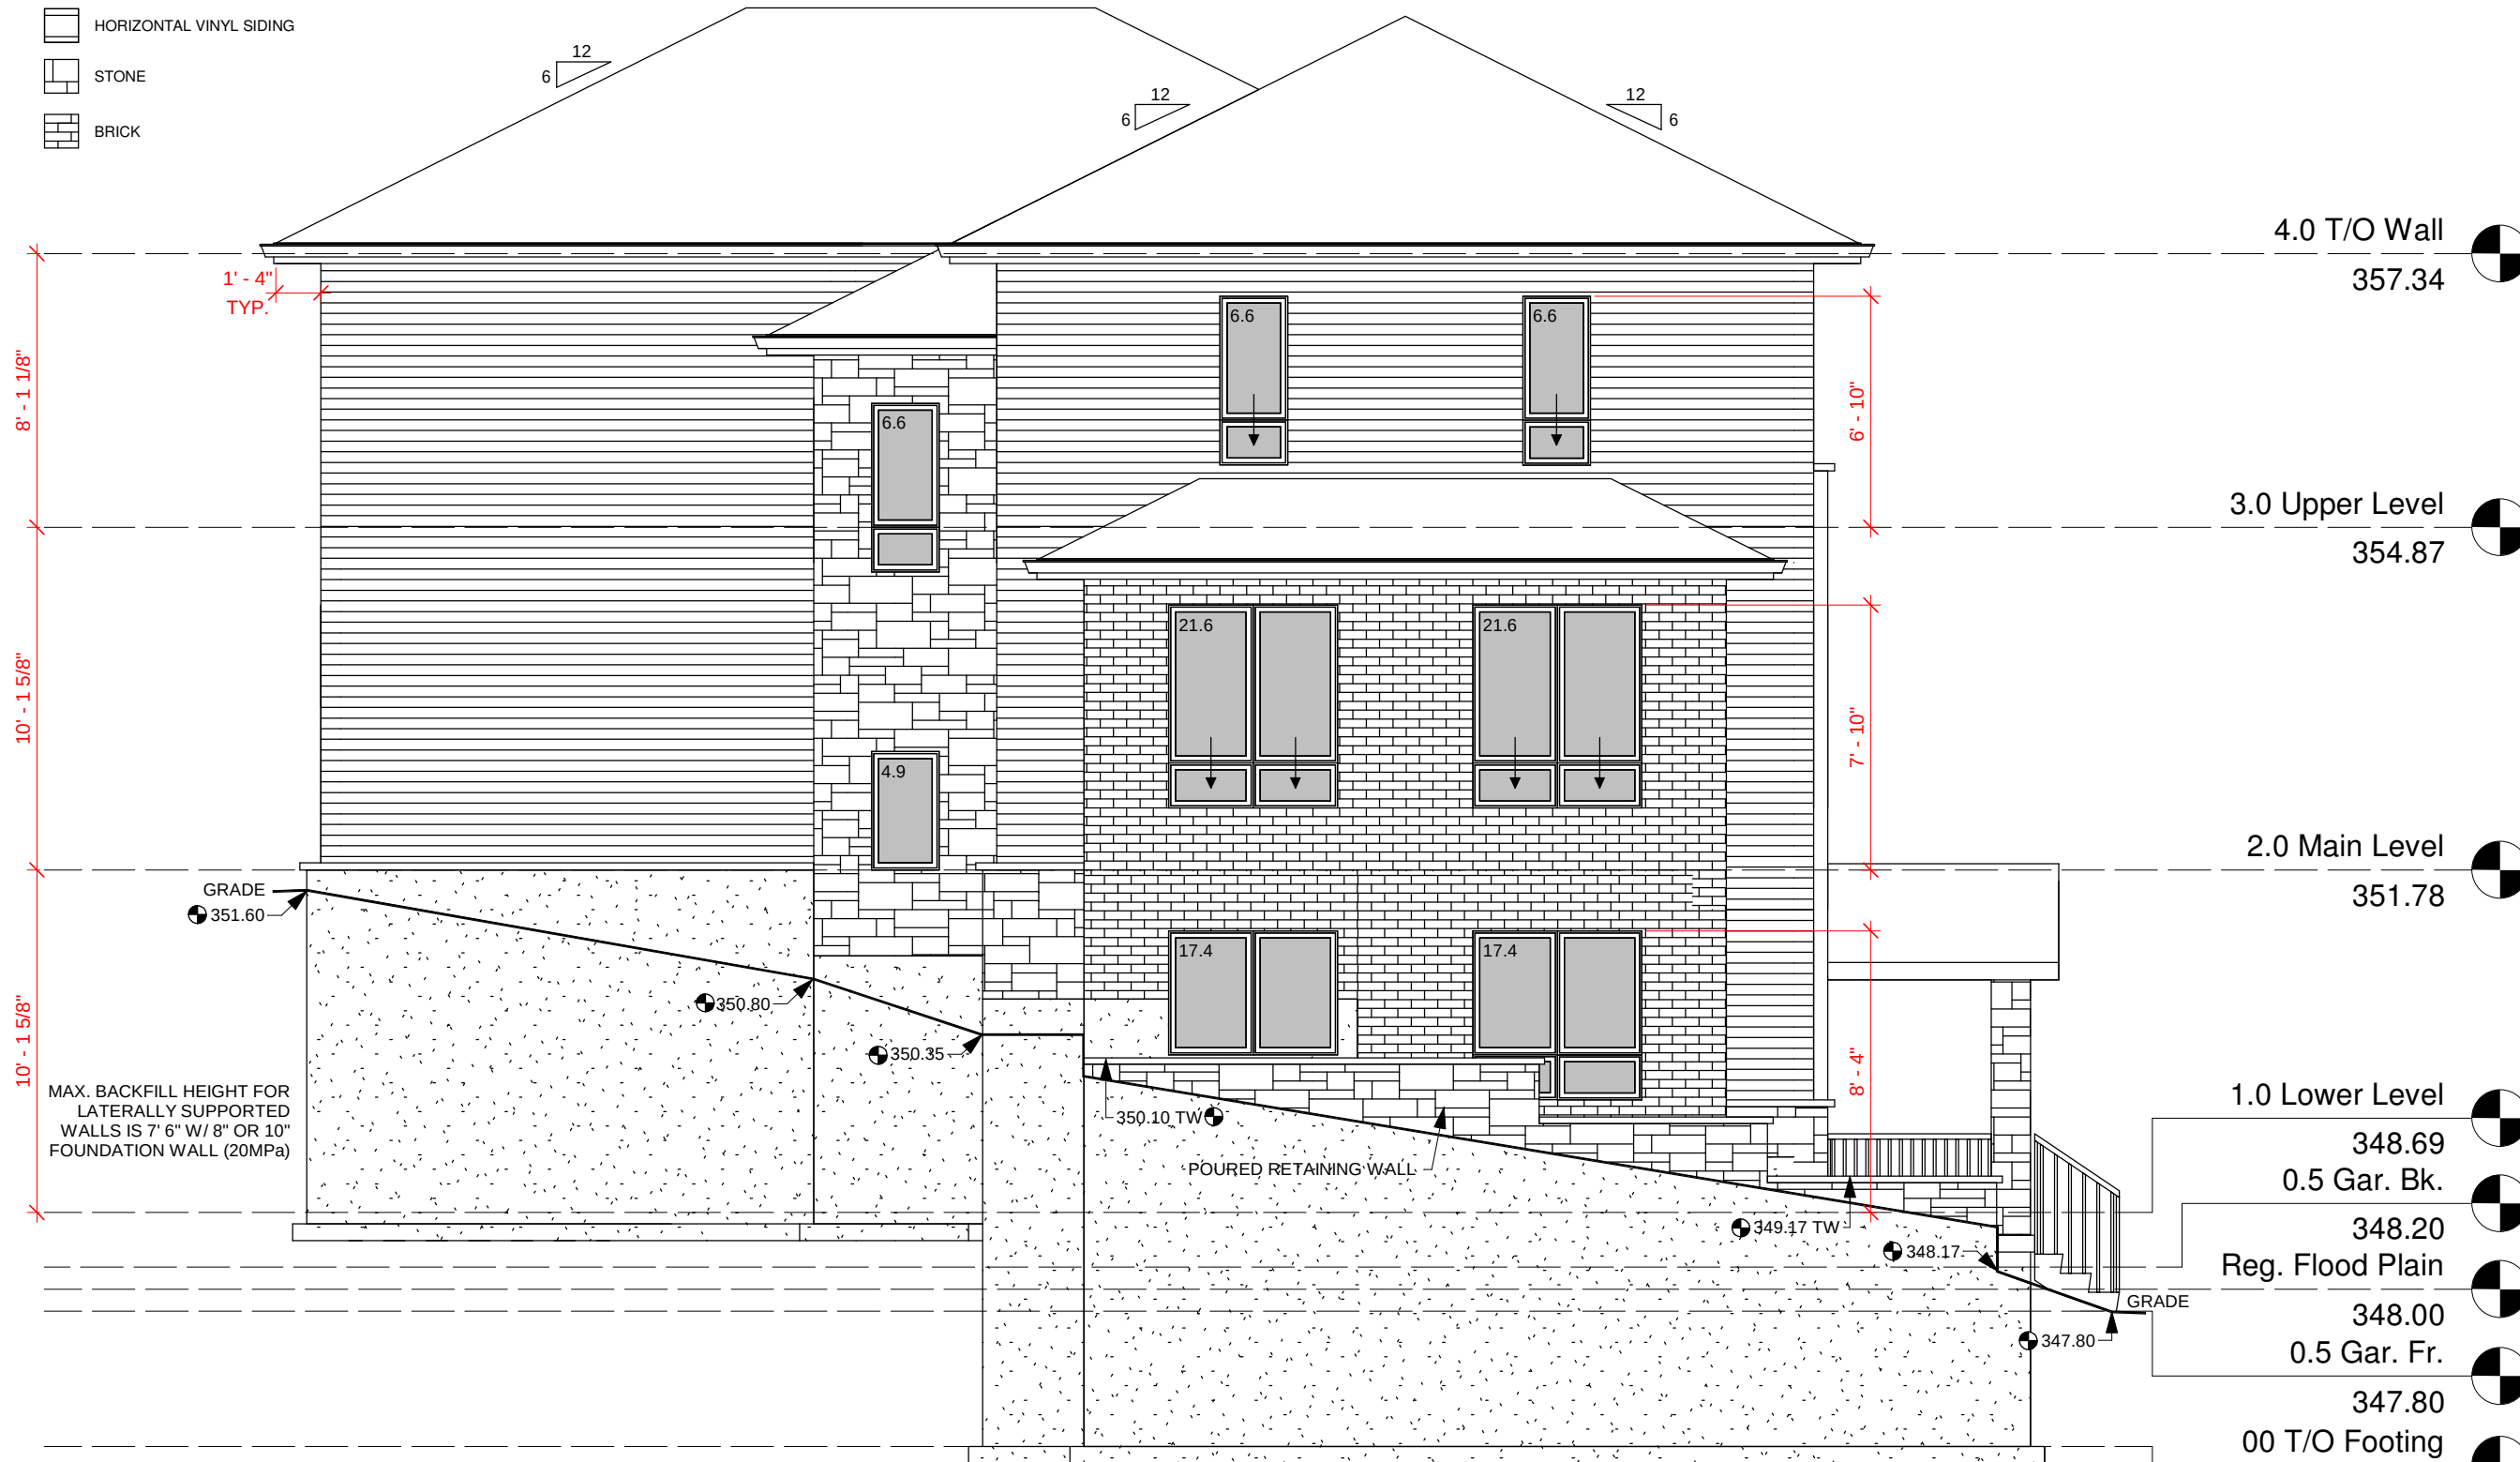 HORIZONTAL VINYL SIDING
STONE
BRICK
12
6
12
6
12
6
4.0 T/O Wall
357.34
1' - 4"
TYP.
6.6
6.6
6.6
8' - 1 1/8"
6' - 10"
3.0 Upper Level
354.87
21.6
21.6
10' - 1 5/8"
7' - 10"
4.9
2.0 Main Level
351.78
GRADE
351.60
17.4
17.4
350.80
350.35
10' - 1 5/8"
8' - 4"
MAX. BACKFILL HEIGHT FOR
LATERALLY SUPPORTED
WALLS IS 7' 6" W/ 8" OR 10"
FOUNDATION WALL (20MPa)
350.10 TW
POURED RETAINING WALL
1.0 Lower Level
348.69
0.5 Gar. Bk.
348.20
349.17 TW
348.17
Reg. Flood Plain
348.00
GRADE
347.80
0.5 Gar. Fr.
347.80
00 T/O Footing